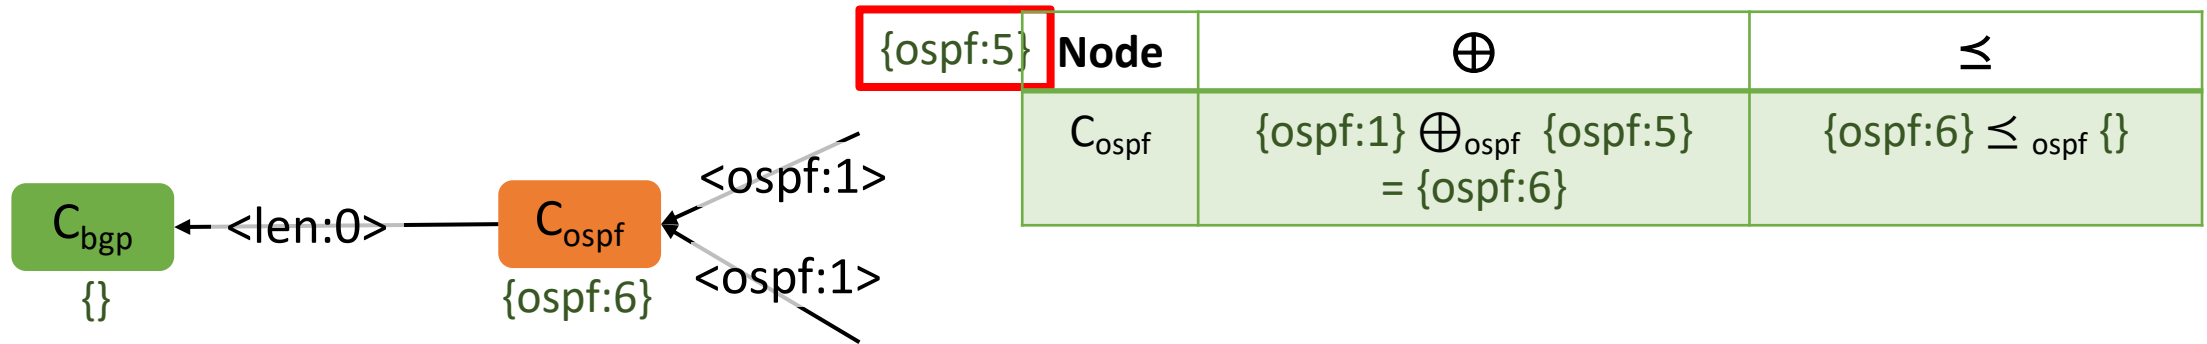 {ospf:5}
Node ⊕ ⪯
C_ospf {ospf:1} ⊕_ospf {ospf:5} {ospf:6} ⪯_ospf {}
= {ospf:6}
<ospf:1>
C_bgp <len:0> C_ospf
<ospf:1>
{} {ospf:6}